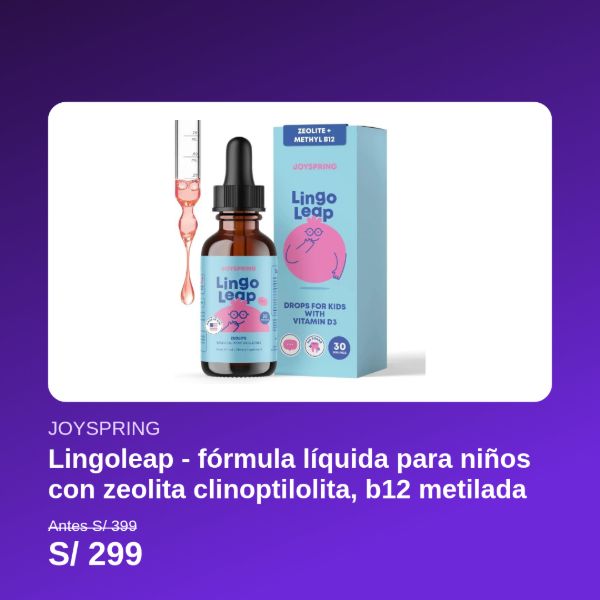 ZEOLITE +
METHYL B12
JOYSPRING
Lingo
Leap
DROPS FOR KIDS
WITH
VITAMIN D3
30
JOYSPRING
Lingo
Leap
ZEOLITE
JOYSPRING
Lingoleap - fórmula líquida para niños
con zeolita clinoptilolita, b12 metilada
Antes S/ 399
S/ 299